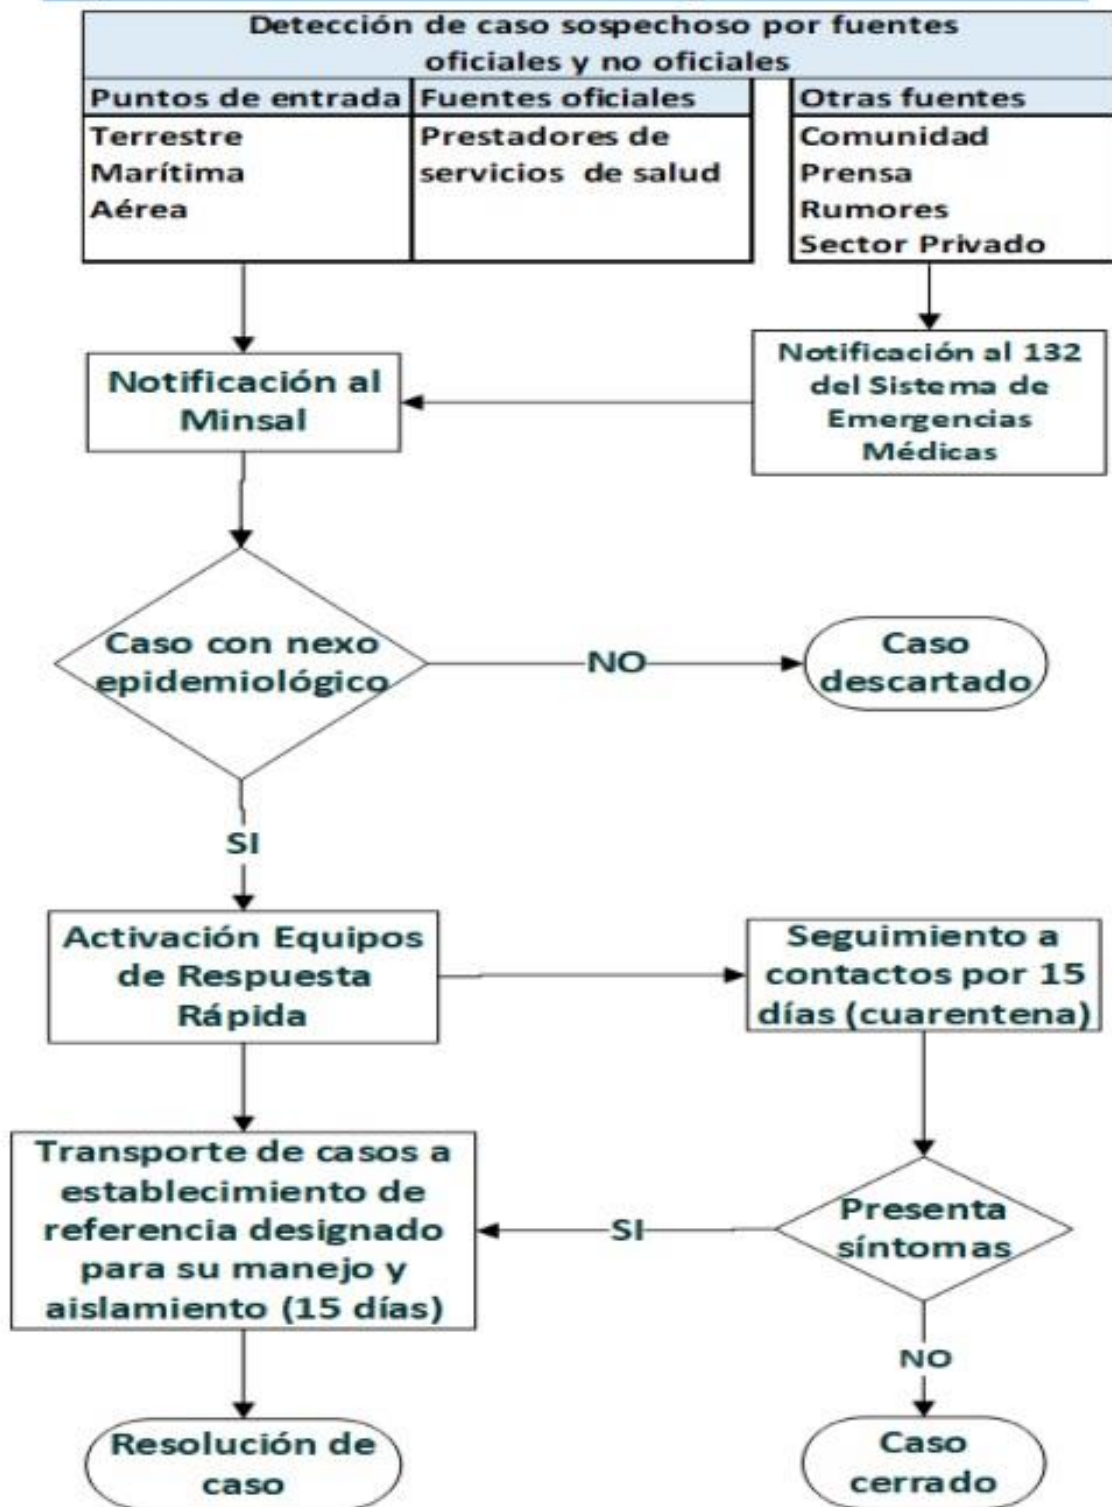 Detección de caso sospechoso por fuentes
oficiales y no oficiales
Puntos de entrada
Terrestre
Marítima
Aérea
Fuentes oficiales
Prestadores de
servicios de salud
Otras fuentes
Comunidad
Prensa
Rumores
Sector Privado
Notificación al
Minsal
Notificación al 132
del Sistema de
Emergencias
Médicas
Caso con nexo
epidemiológico
NO
Caso
descartado
SI
Activación Equipos
de Respuesta
Rápida
Seguimiento a
contactos por 15
días (cuarentena)
Transporte de casos a
establecimiento de
referencia designado
para su manejo y
aislamiento (15 días)
SI
Presenta
síntomas
NO
Resolución de
caso
Caso
cerrado